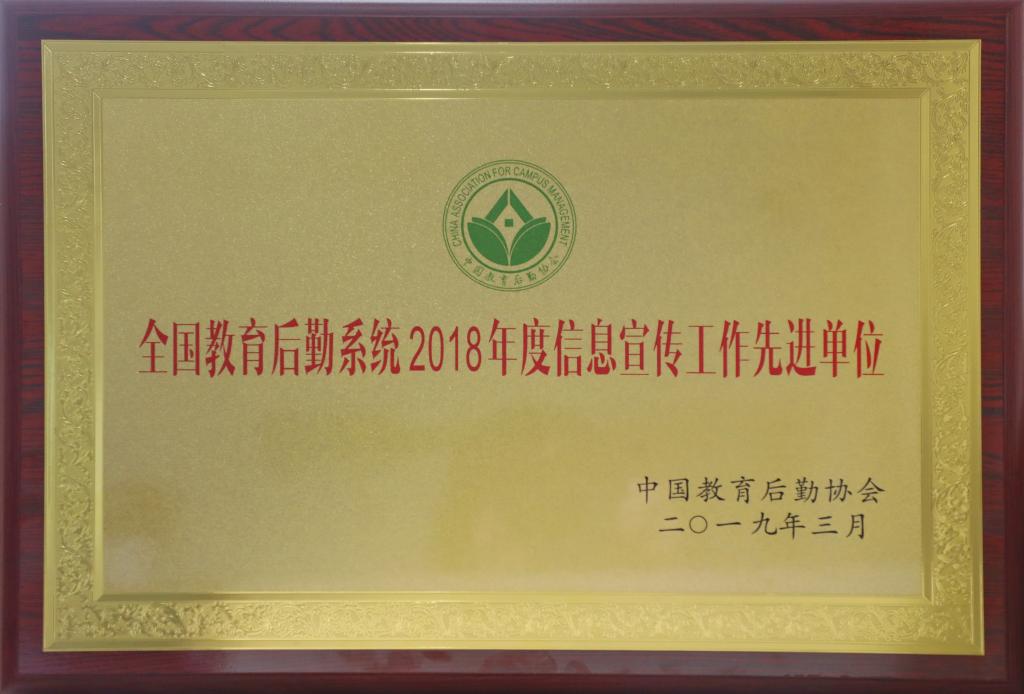 CHINA ASSOCIATION FOR CAMPUS MANAGEMENT
中国教育后勤协会
全国教育后勤系统2018年度信息宣传工作先进单位
中国教育后勤协会
二〇一九年三月